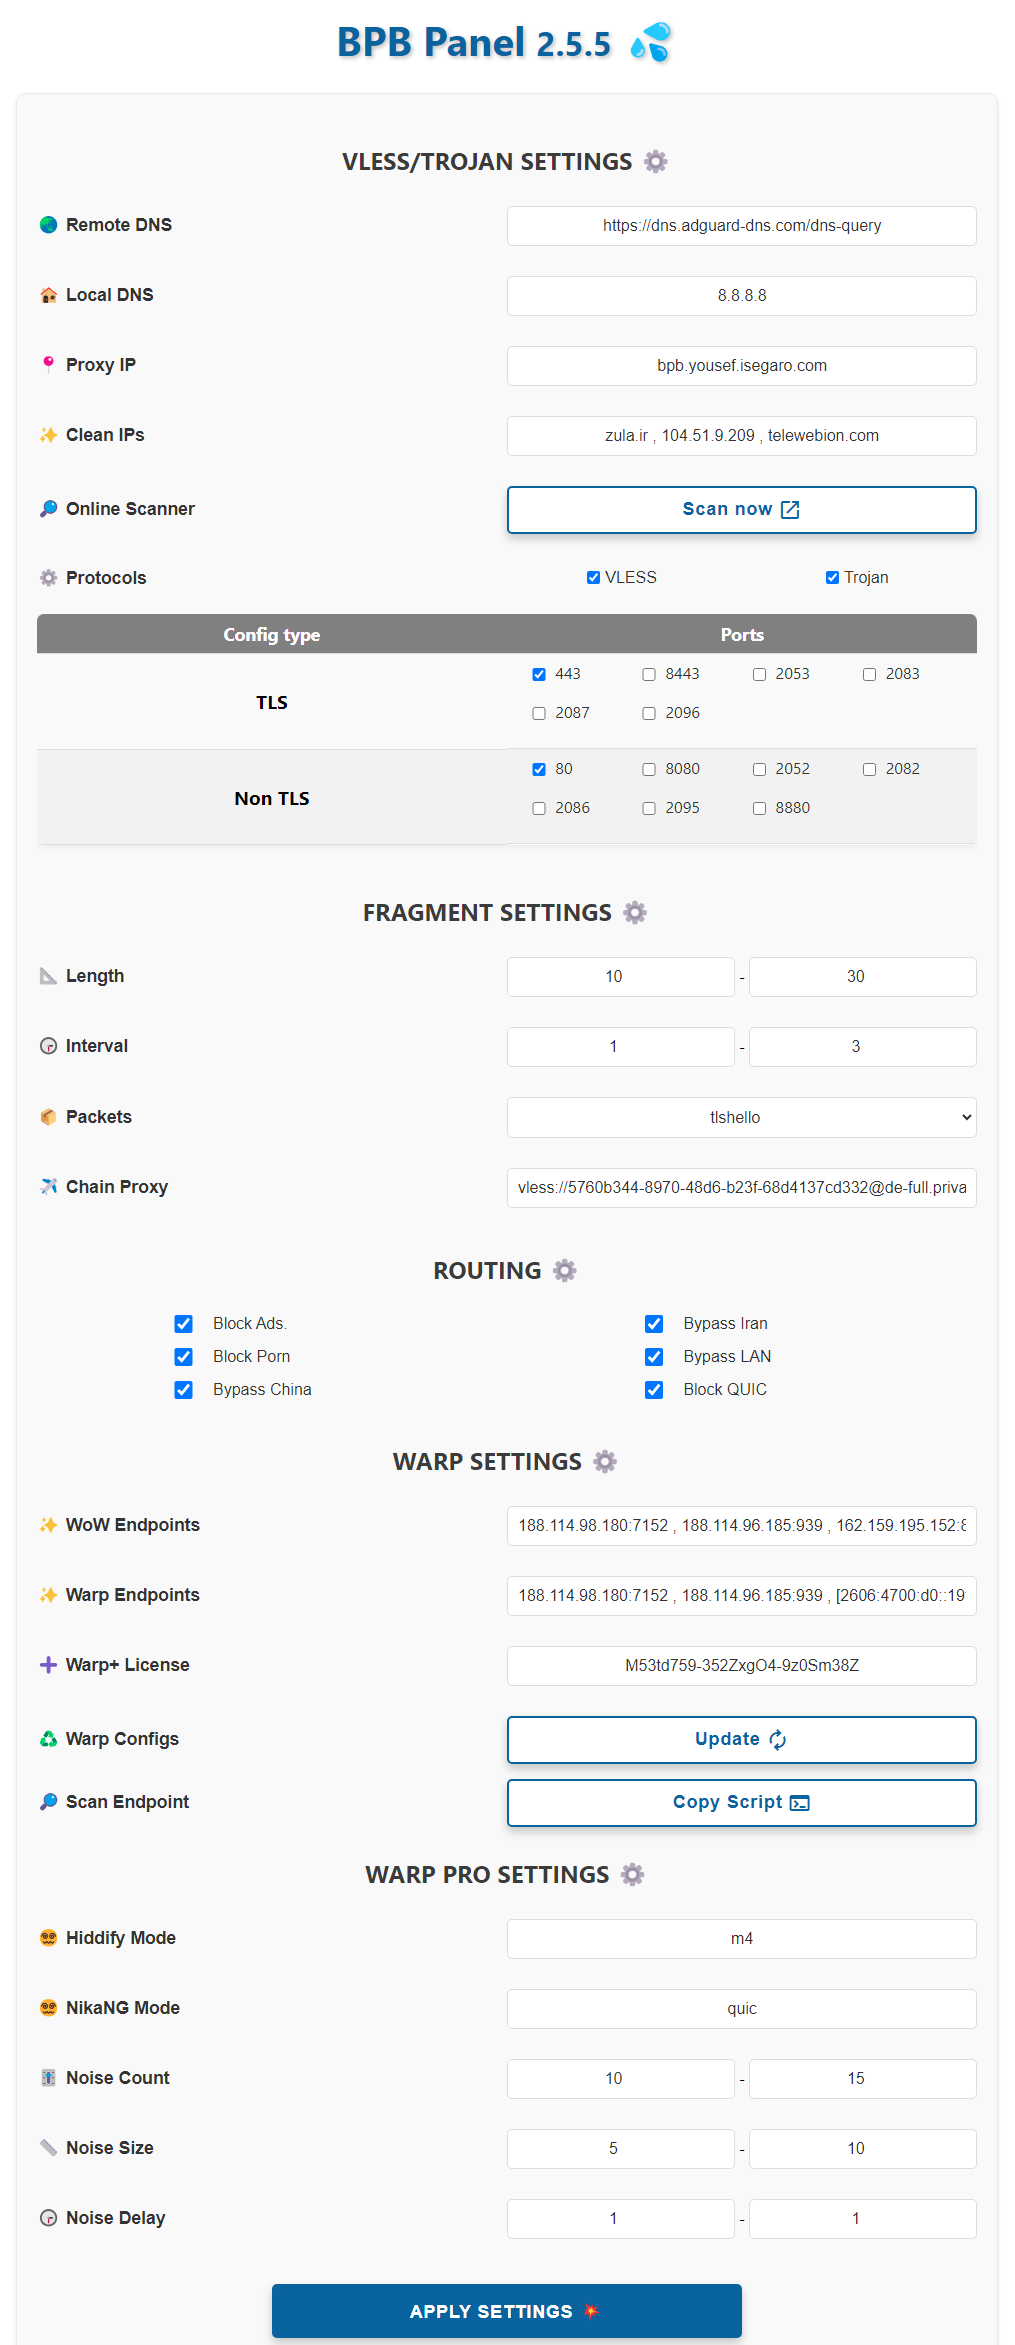 BPB Panel 2.5.5 💦
VLESS/TROJAN SETTINGS ⚙️
🌏 Remote DNS https://dns.adguard-dns.com/dns-query
🏚️ Local DNS 8.8.8.8
📍 Proxy IP bpb.yousef.isegaro.com
✨ Clean IPs zula.ir , 104.51.9.209 , telewebion.com
🔎 Online Scanner Scan now
⚙️ Protocols VLESS Trojan
Config type Ports
443 8443 2053 2083
TLS
2087 2096
80 8080 2052 2082
Non TLS
2086 2095 8880
FRAGMENT SETTINGS ⚙️
📐 Length 10 - 30
🕞 Interval 1 - 3
📦 Packets tlshello
✈️ Chain Proxy vless://5760b344-8970-48d6-b23f-68d4137cd332@de-full.priva
ROUTING ⚙️
Block Ads. Bypass Iran
Block Porn Bypass LAN
Bypass China Block QUIC
WARP SETTINGS ⚙️
✨ WoW Endpoints 188.114.98.180:7152 , 188.114.96.185:939 , 162.159.195.152:8
✨ Warp Endpoints 188.114.98.180:7152 , 188.114.96.185:939 , [2606:4700:d0::19
➕ Warp+ License M53td759-352ZxgO4-9z0Sm38Z
♻️ Warp Configs Update
🔎 Scan Endpoint Copy Script
WARP PRO SETTINGS ⚙️
😵‍💫 Hiddify Mode m4
😵‍💫 NikaNG Mode quic
🎚️ Noise Count 10 - 15
📏 Noise Size 5 - 10
🕞 Noise Delay 1 - 1
APPLY SETTINGS 💥